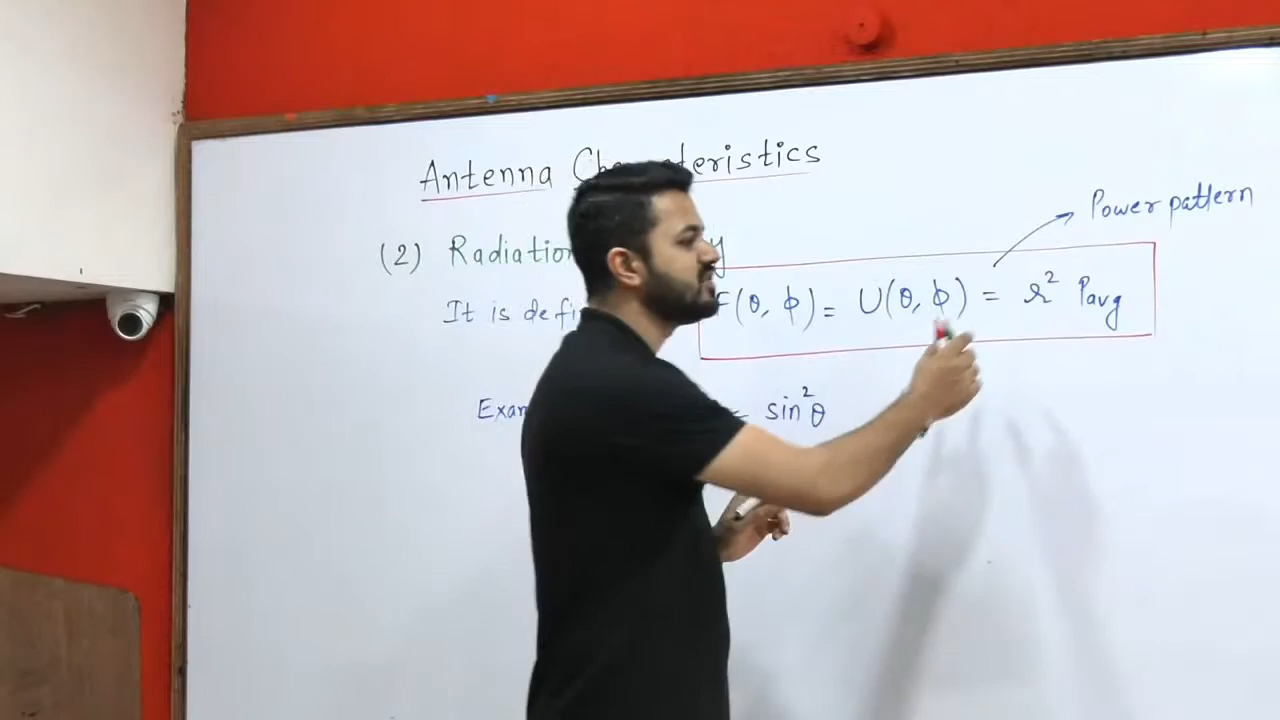 Antenna Characteristics
Power pattern
(2) Radiation
It is defi (θ, ϕ) = U(θ, ϕ) = r² Pavg
Exam = sin²θ